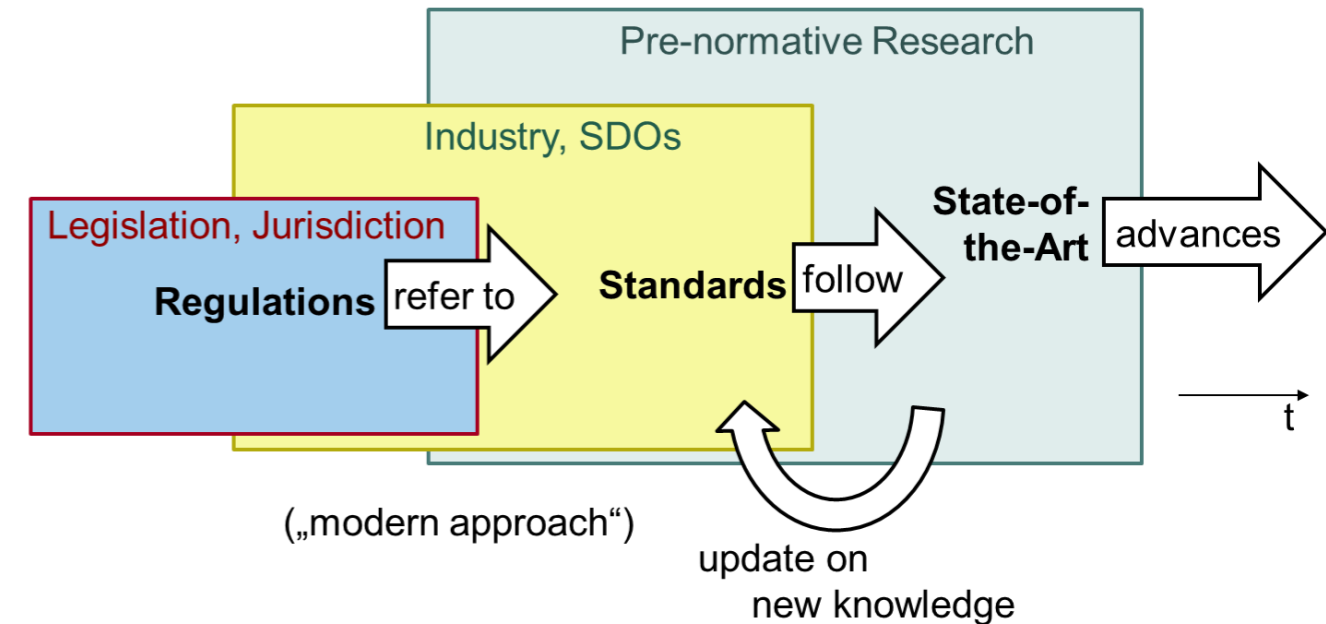 Pre-normative Research
Industry, SDOs
Legislation, Jurisdiction
Regulations
refer to
Standards
follow
State-of-
the-Art
advances
t
(„modern approach“)
update on
new knowledge